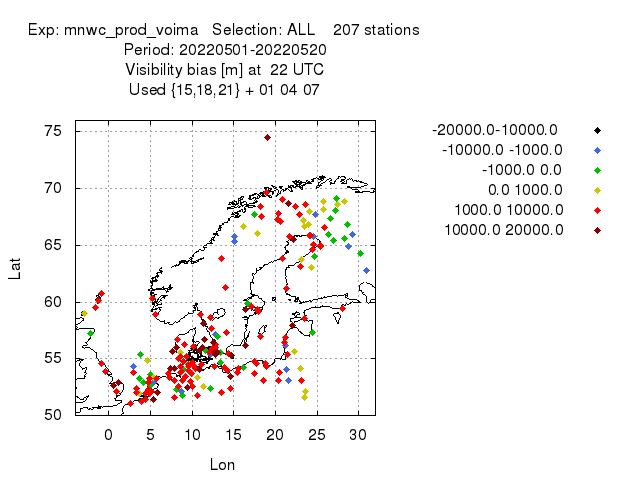 Exp: mnwc_prod_voima   Selection: ALL    207 stations
Period: 20220501-20220520
Visibility bias [m] at  22 UTC
Used {15,18,21} + 01 04 07
-20000.0-10000.0
-10000.0 -1000.0
-1000.0 0.0
0.0 1000.0
1000.0 10000.0
10000.0 20000.0
75
70
65
60
55
50
Lat
0 5 10 15 20 25 30
Lon